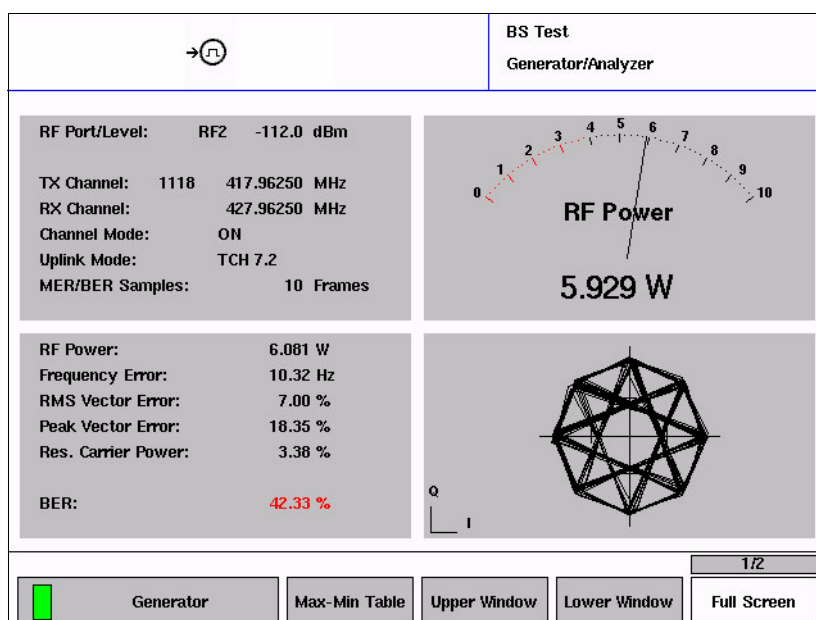 BS Test
Generator/Analyzer
RF Port/Level: RF2 -112.0 dBm
TX Channel: 1118 417.96250 MHz
RX Channel: 427.96250 MHz
Channel Mode: ON
Uplink Mode: TCH 7.2
MER/BER Samples: 10 Frames
0 1 2 3 4 5 6 7 8 9 10
RF Power
5.929 W
RF Power: 6.081 W
Frequency Error: 10.32 Hz
RMS Vector Error: 7.00 %
Peak Vector Error: 18.35 %
Res. Carrier Power: 3.38 %
BER: 42.33 %
Q
I
1/2
Generator
Max-Min Table
Upper Window
Lower Window
Full Screen